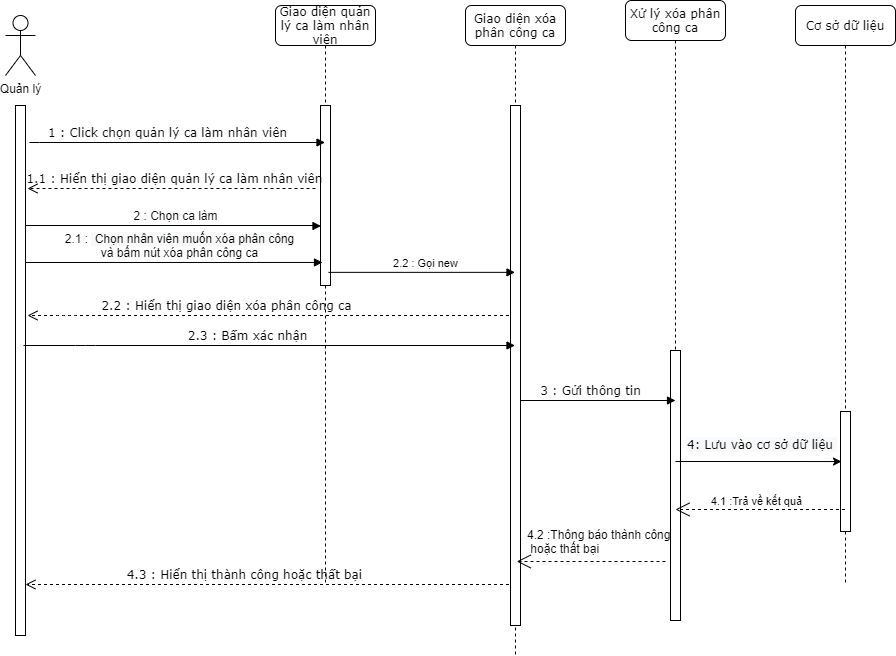 Giao diện quản
lý ca làm nhân
viên
Giao diện xóa
phân công ca
Xử lý xóa phân
công ca
Cơ sở dữ liệu
Quản lý
1 : Click chọn quản lý ca làm nhân viên
1.1 : Hiển thị giao diện quản lý ca làm nhân viên
2 : Chọn ca làm
2.1 : Chọn nhân viên muốn xóa phân công
và bấm nút xóa phân công ca
2.2 : Gọi new
2.2 : Hiển thị giao diện xóa phân công ca
2.3 : Bấm xác nhận
3 : Gửi thông tin
4: Lưu vào cơ sở dữ liệu
4.1 :Trả về kết quả
4.2 :Thông báo thành công
hoặc thất bại
4.3 : Hiển thị thành công hoặc thất bại